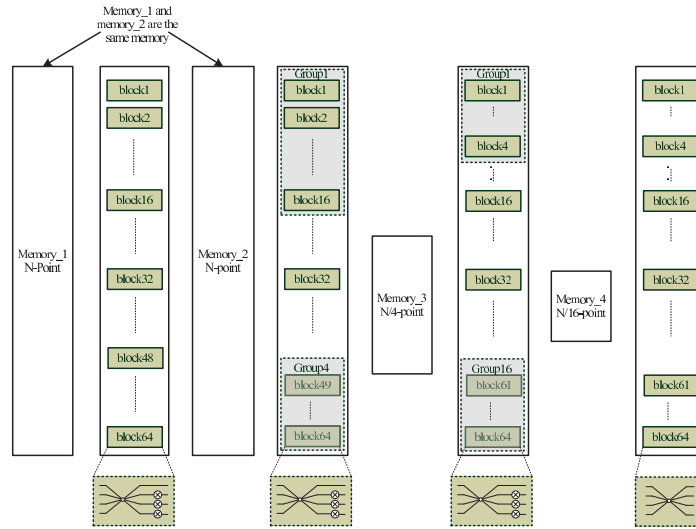 Memory_1 and
memory_2 are the
same memory
Memory_1
N-Point
block1
block2
block16
block32
block48
block64
Memory_2
N-point
Group1
block1
block2
block16
block32
Group4
block49
block64
Memory_3
N/4-point
Group1
block1
block4
block16
block32
Group16
block61
block64
Memory_4
N/16-point
block1
block4
block16
block32
block61
block64